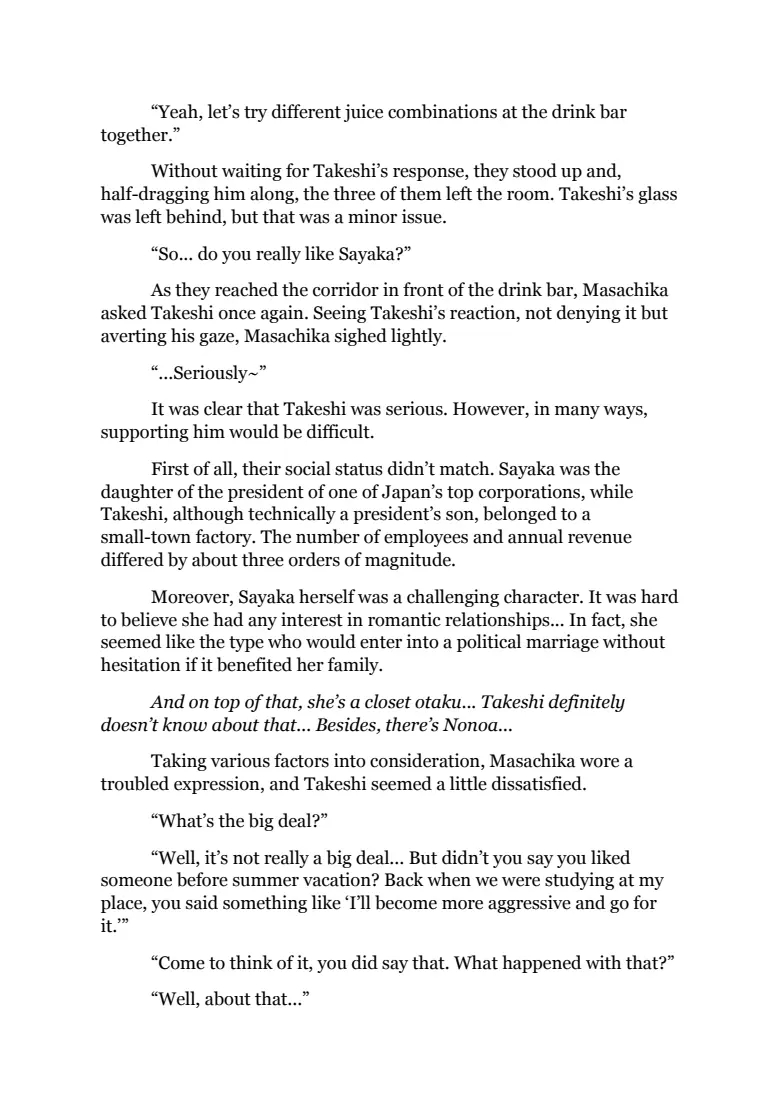 “Yeah, let’s try different juice combinations at the drink bar
together.”
Without waiting for Takeshi’s response, they stood up and,
half-dragging him along, the three of them left the room. Takeshi’s glass
was left behind, but that was a minor issue.
“So... do you really like Sayaka?”
As they reached the corridor in front of the drink bar, Masachika
asked Takeshi once again. Seeing Takeshi’s reaction, not denying it but
averting his gaze, Masachika sighed lightly.
“...Seriously~”
It was clear that Takeshi was serious. However, in many ways,
supporting him would be difficult.
First of all, their social status didn’t match. Sayaka was the
daughter of the president of one of Japan’s top corporations, while
Takeshi, although technically a president’s son, belonged to a
small-town factory. The number of employees and annual revenue
differed by about three orders of magnitude.
Moreover, Sayaka herself was a challenging character. It was hard
to believe she had any interest in romantic relationships... In fact, she
seemed like the type who would enter into a political marriage without
hesitation if it benefited her family.
And on top of that, she’s a closet otaku... Takeshi definitely
doesn’t know about that... Besides, there’s Nonoa...
Taking various factors into consideration, Masachika wore a
troubled expression, and Takeshi seemed a little dissatisfied.
“What’s the big deal?”
“Well, it’s not really a big deal... But didn’t you say you liked
someone before summer vacation? Back when we were studying at my
place, you said something like ‘I’ll become more aggressive and go for
it.’”
“Come to think of it, you did say that. What happened with that?”
“Well, about that...”